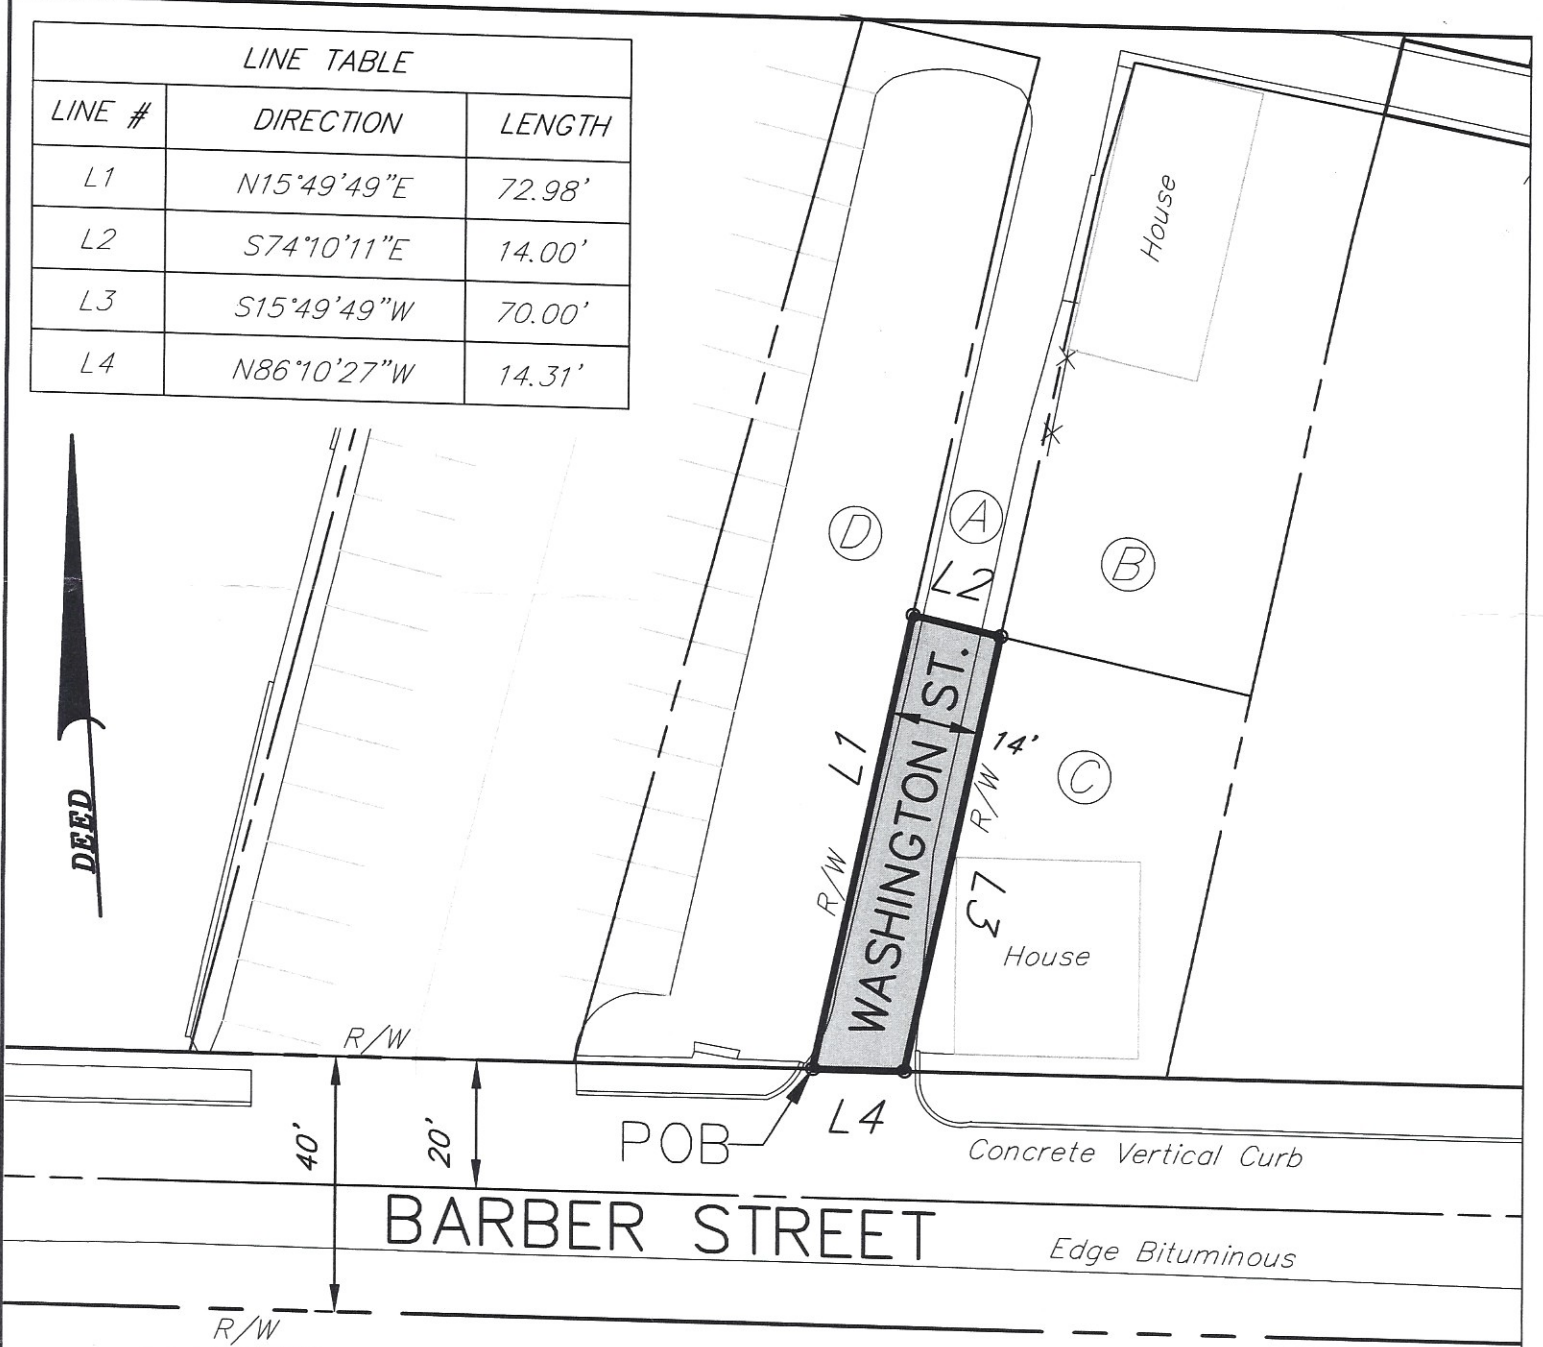 LINE TABLE
LINE # DIRECTION LENGTH
L1 N15°49'49"E 72.98'
L2 S74°10'11"E 14.00'
L3 S15°49'49"W 70.00'
L4 N86°10'27"W 14.31'
House
D
A
B
L2
DEED
L1
WASHINGTON ST.
14'
R/W
C
R/W
L3
House
R/W
40'
20'
POB
L4
Concrete Vertical Curb
BARBER STREET
Edge Bituminous
R/W